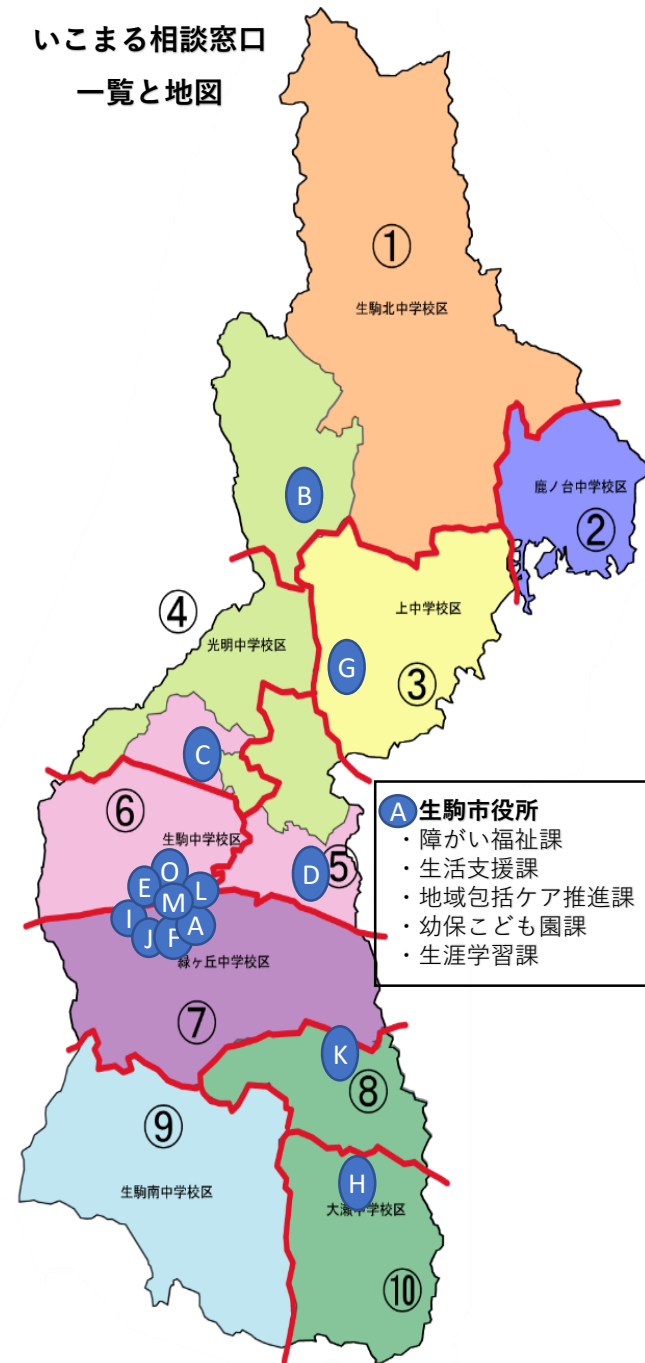 いこまる相談窓口
一覧と地図
①
生駒北中学校区
鹿ノ台中学校区
②
B
④
上中学校区
光明中学校区
G
③
C
⑥
生駒中学校区
A 生駒市役所
・障がい福祉課
・生活支援課
・地域包括ケア推進課
・幼保こども園課
・生涯学習課
⑤
D
O
E
L
M
I
A
J
F
緑ヶ丘中学校区
⑦
K
⑧
⑨
生駒南中学校区
H
大瀬中学校区
⑩